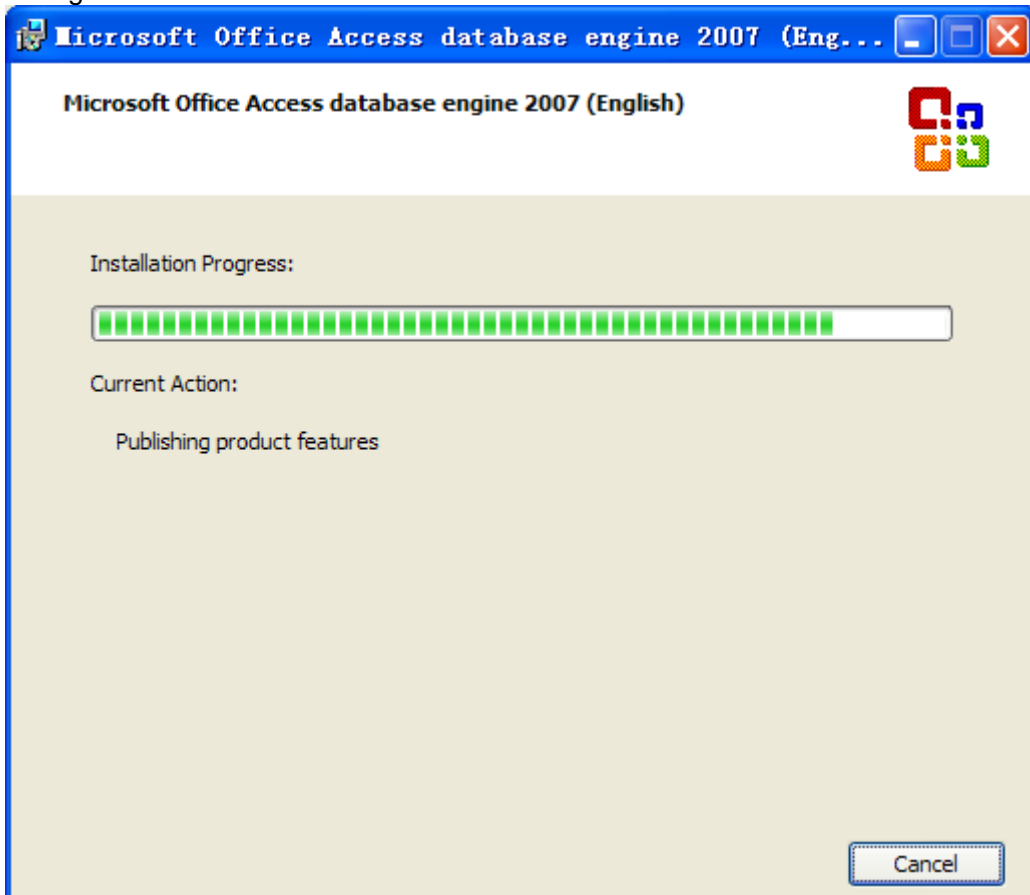 Microsoft Office Access database engine 2007 (Eng...
Microsoft Office Access database engine 2007 (English)
Installation Progress:
Current Action:
Publishing product features
Cancel